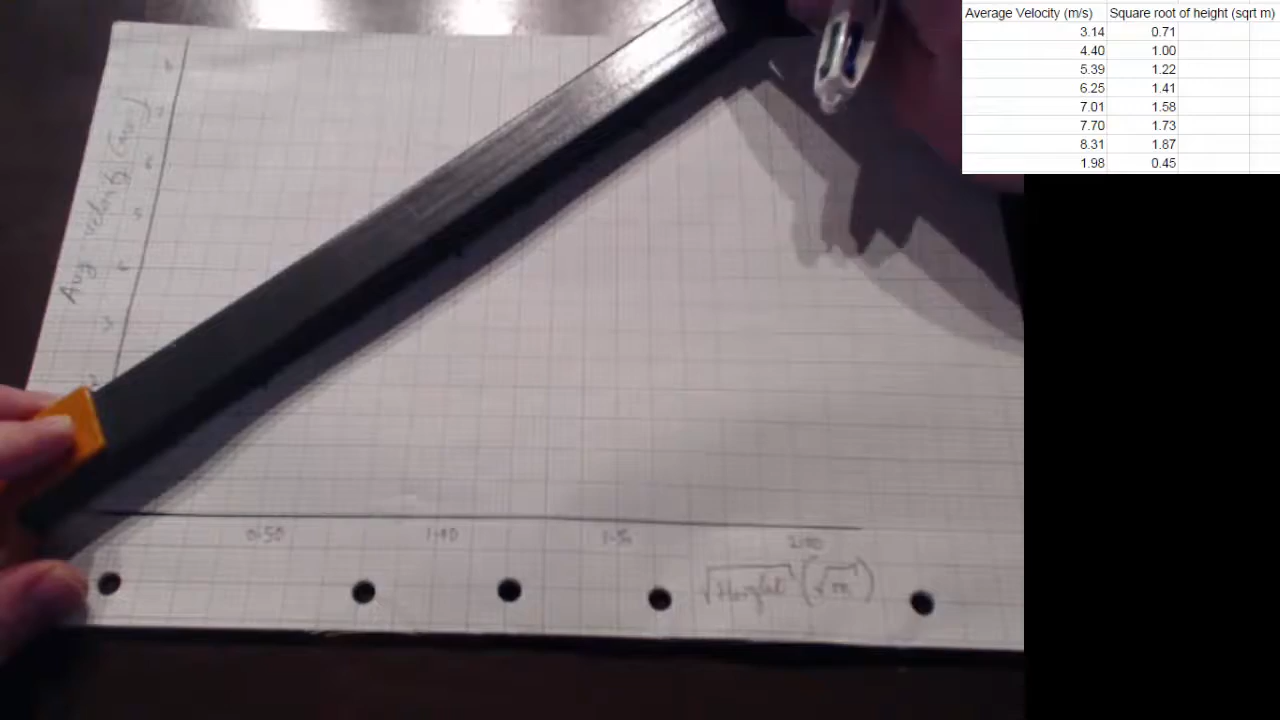 Average Velocity (m/s) Square root of height (sqrt m)
3.14 0.71
4.40 1.00
5.39 1.22
6.25 1.41
7.01 1.58
7.70 1.73
8.31 1.87
1.98 0.45
Avg velocity
0.50 1.00 1.50 2.00
√Height (√m)